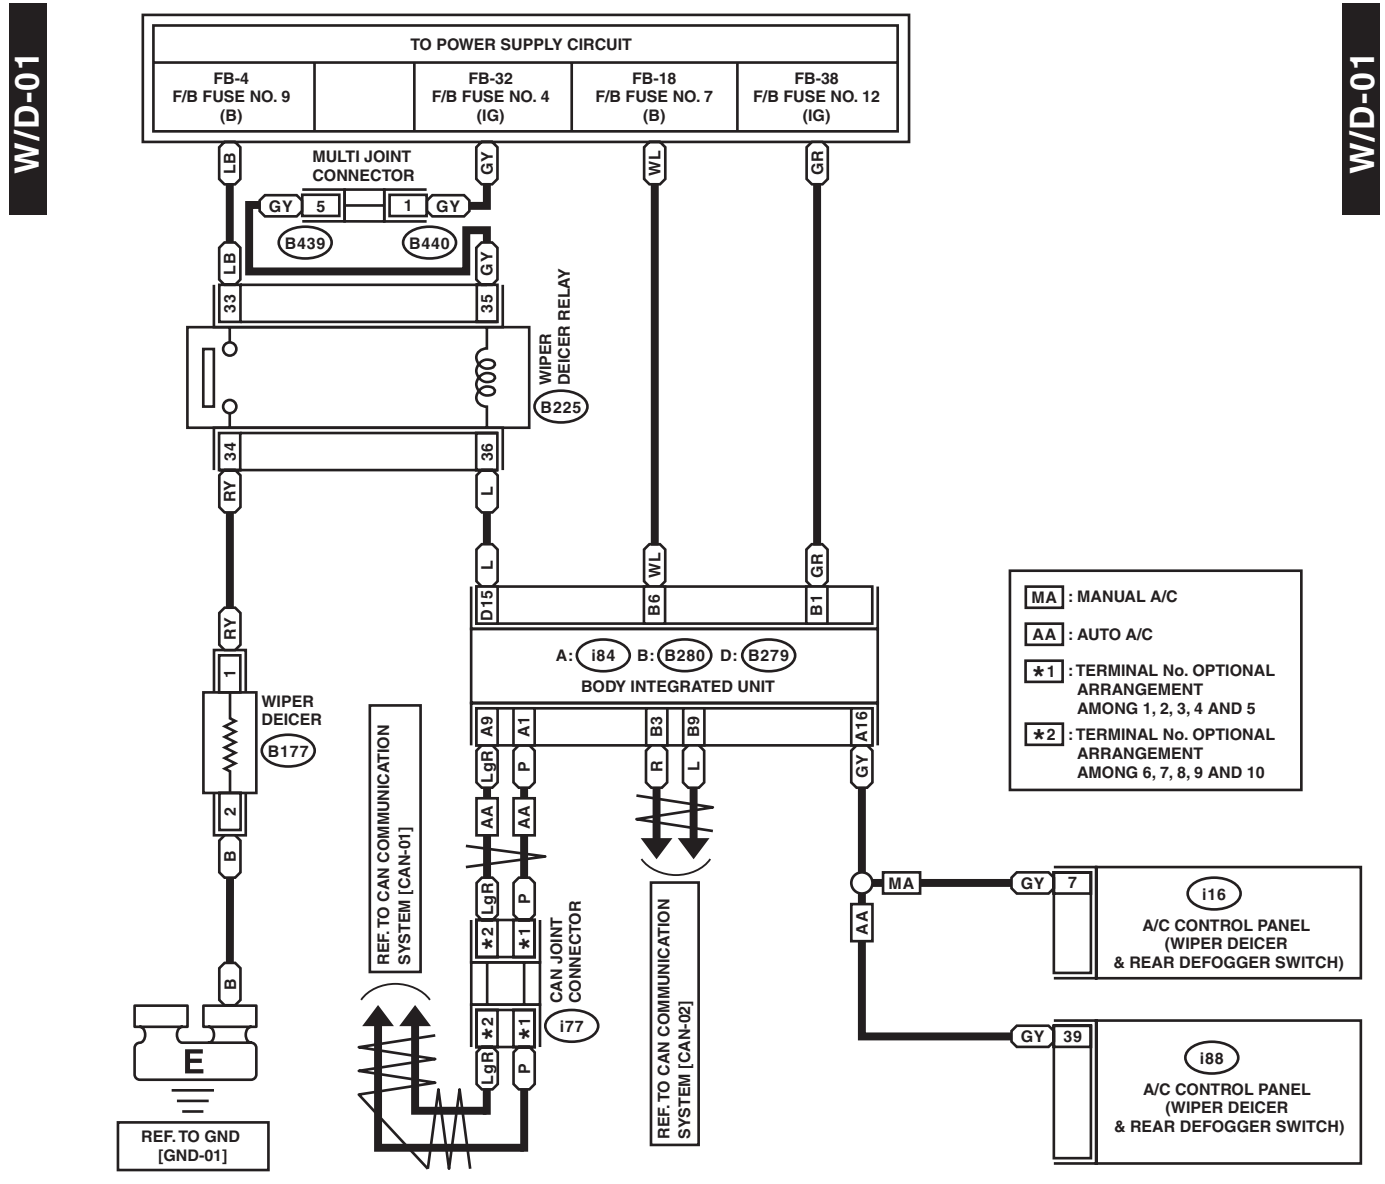 W/D-01
W/D-01
TO POWER SUPPLY CIRCUIT
FB-4
F/B FUSE NO. 9
(B)
FB-32
F/B FUSE NO. 4
(IG)
FB-18
F/B FUSE NO. 7
(B)
FB-38
F/B FUSE NO. 12
(IG)
LB
GY
WL
GR
MULTI JOINT
CONNECTOR
GY
5
1
GY
B439
B440
LB
GY
33
35
WIPER
DEICER RELAY
B225
34
36
RY
L
L
WL
GR
D15
B6
B1
A: i84 B: B280 D: B279
BODY INTEGRATED UNIT
A9
A1
B3
B9
A16
LgR
P
R
L
GY
AA
AA
RY
1
WIPER
DEICER
B177
2
B
B
E
REF. TO GND
[GND-01]
REF. TO CAN COMMUNICATION
SYSTEM [CAN-01]
LgR
P
*2
*1
CAN JOINT
CONNECTOR
i77
*2
*1
LgR
P
REF. TO CAN COMMUNICATION
SYSTEM [CAN-02]
MA : MANUAL A/C
AA : AUTO A/C
*1 : TERMINAL No. OPTIONAL
ARRANGEMENT
AMONG 1, 2, 3, 4 AND 5
*2 : TERMINAL No. OPTIONAL
ARRANGEMENT
AMONG 6, 7, 8, 9 AND 10
MA
GY
7
AA
i16
A/C CONTROL PANEL
(WIPER DEICER
& REAR DEFOGGER SWITCH)
GY
39
i88
A/C CONTROL PANEL
(WIPER DEICER
& REAR DEFOGGER SWITCH)